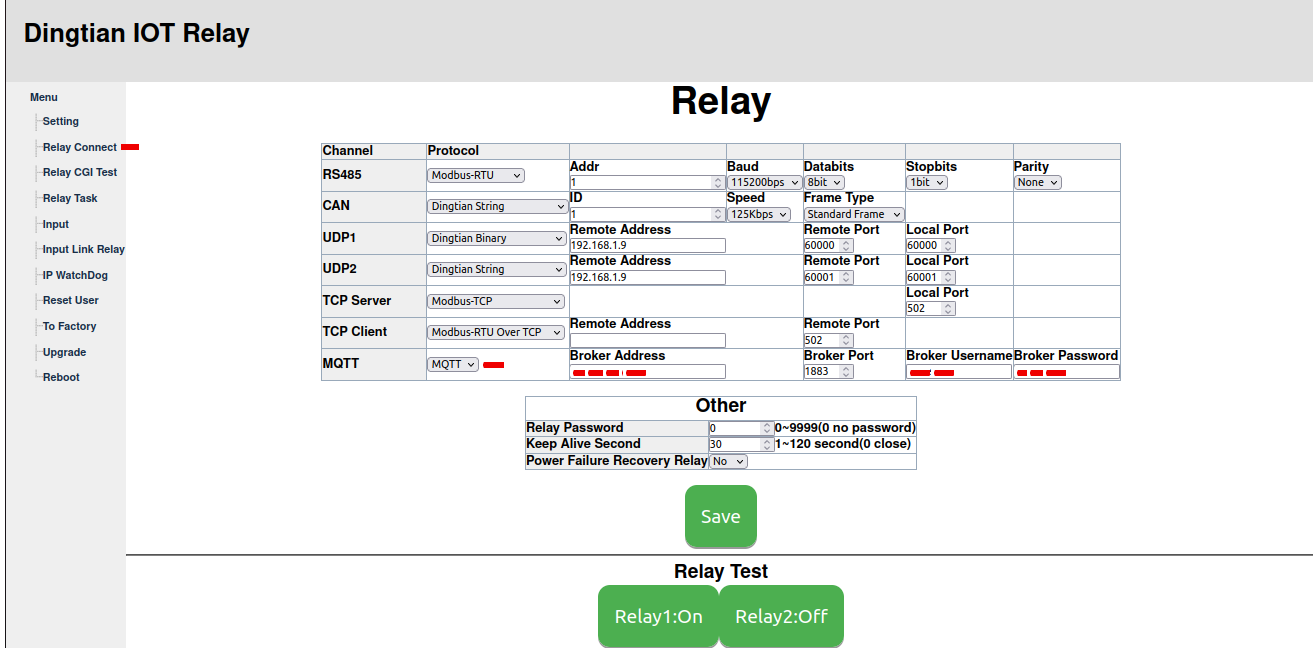 Dingtian IOT Relay
Menu
Setting
Relay Connect
Relay CGI Test
Relay Task
Input
Input Link Relay
IP WatchDog
Reset User
To Factory
Upgrade
Reboot
Relay
Channel Protocol
RS485 Modbus-RTU Addr 1 Baud 115200bps Databits 8bit Stopbits 1bit Parity None
CAN Dingtian String ID 1 Speed 125Kbps Frame Type Standard Frame
UDP1 Dingtian Binary Remote Address 192.168.1.9 Remote Port 60000 Local Port 60000
UDP2 Dingtian String Remote Address 192.168.1.9 Remote Port 60001 Local Port 60001
TCP Server Modbus-TCP Local Port 502
TCP Client Modbus-RTU Over TCP Remote Address Remote Port 502
MQTT MQTT Broker Address Broker Port 1883 Broker Username Broker Password
Other
Relay Password 0 0~9999(0 no password)
Keep Alive Second 30 1~120 second(0 close)
Power Failure Recovery Relay No
Save
Relay Test
Relay1:On Relay2:Off